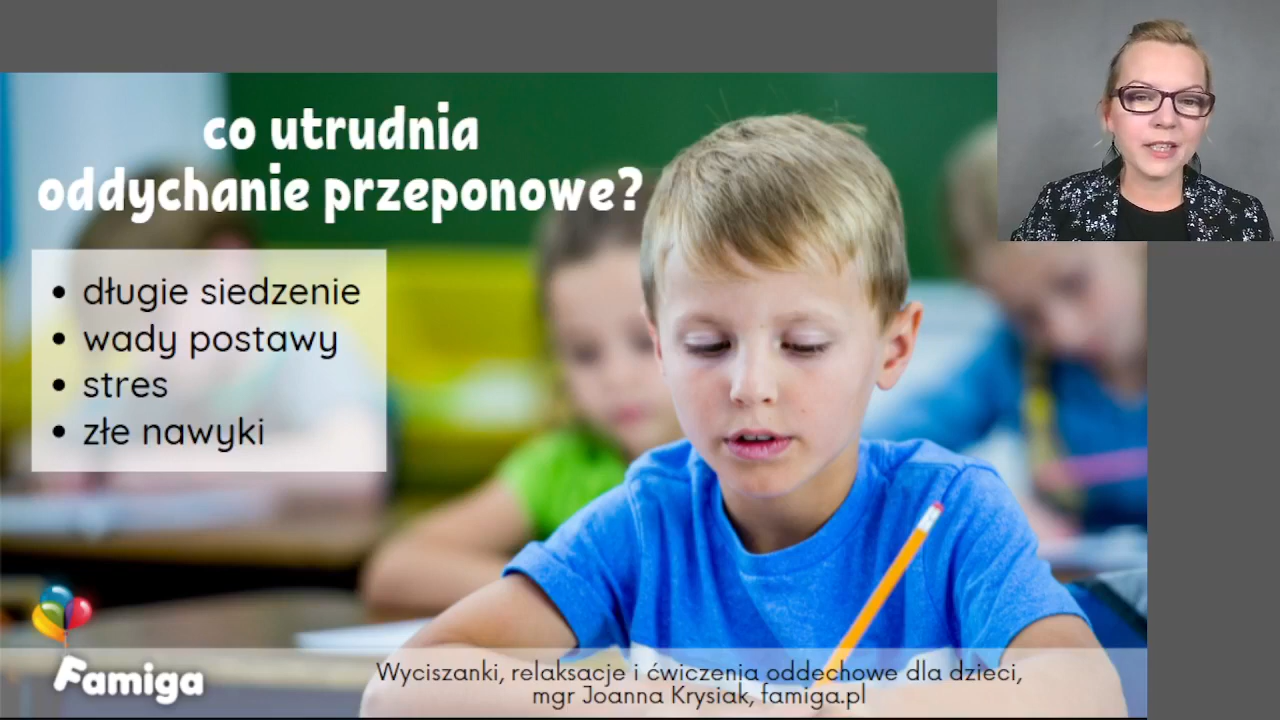 co utrudnia
oddychanie przeponowe?
• długie siedzenie
• wady postawy
• stres
• złe nawyki
Famiga
Wyciszanki, relaksacje i ćwiczenia oddechowe dla dzieci,
mgr Joanna Krysiak, famiga.pl